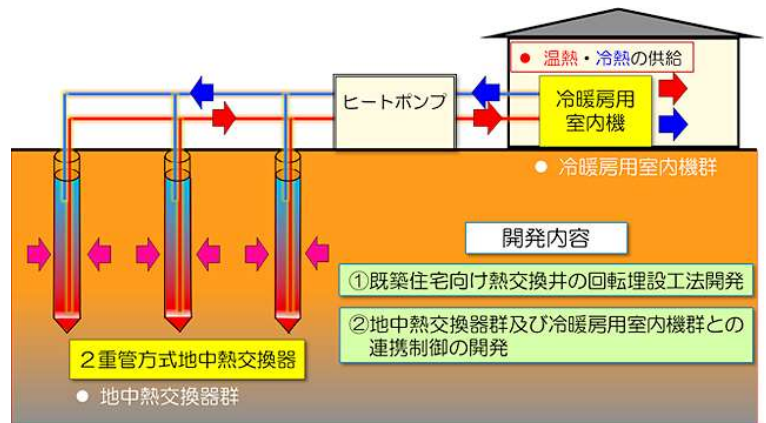 ● 温熱・冷熱の供給
ヒートポンプ
冷暖房用
室内機
● 冷暖房用室内機群
開発内容
①既築住宅向け熱交換井の回転埋設工法開発
②地中熱交換器群及び冷暖房用室内機群との
連携制御の開発
2重管方式地中熱交換器
● 地中熱交換器群